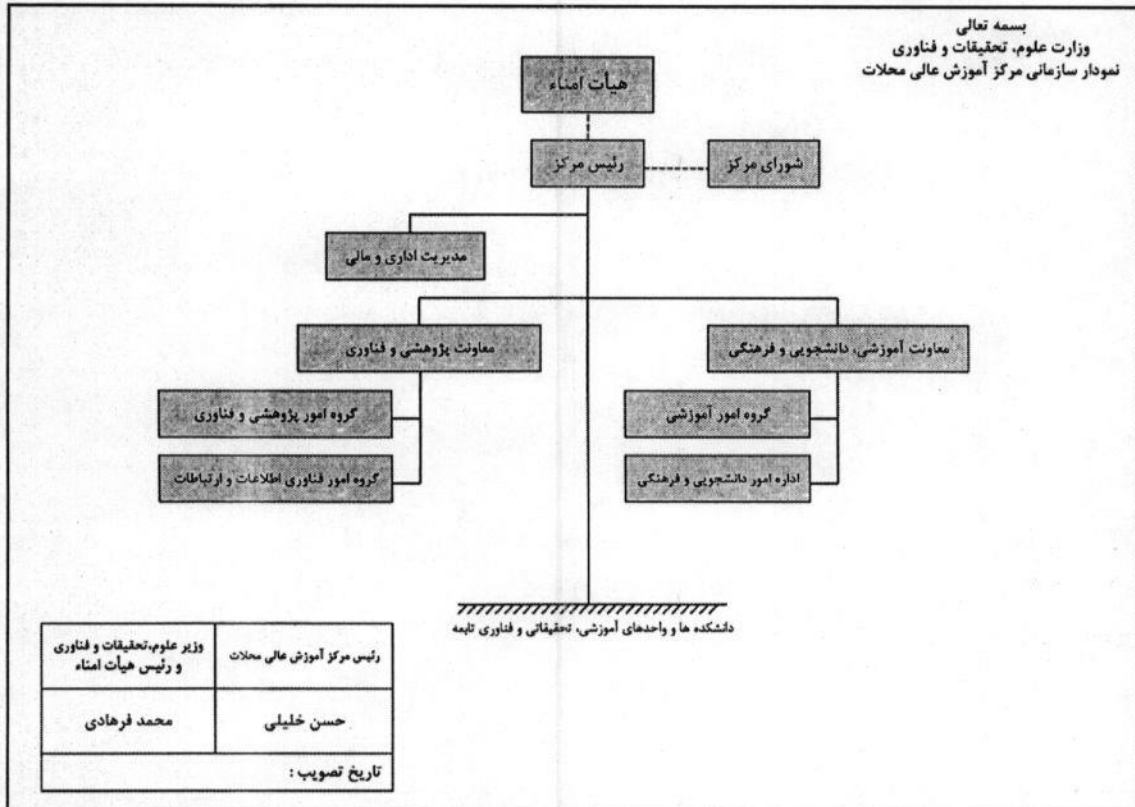 بسمه تعالی
وزارت علوم، تحقیقات و فناوری
نمودار سازمانی مرکز آموزش عالی محلات
هیأت امناء
رئیس مرکز
شورای مرکز
مدیریت اداری و مالی
معاونت آموزشی، دانشجویی و فرهنگی
معاونت پژوهشی و فناوری
گروه امور آموزشی
گروه امور پژوهشی و فناوری
اداره امور دانشجویی و فرهنگی
گروه امور فناوری اطلاعات و ارتباطات
دانشکده ها و واحدهای آموزشی، تحقیقاتی و فناوری تابعه
رئیس مرکز آموزش عالی محلات
وزیر علوم،تحقیقات و فناوری
و رئیس هیأت امناء
حسن خلیلی
محمد فرهادی
تاریخ تصویب :